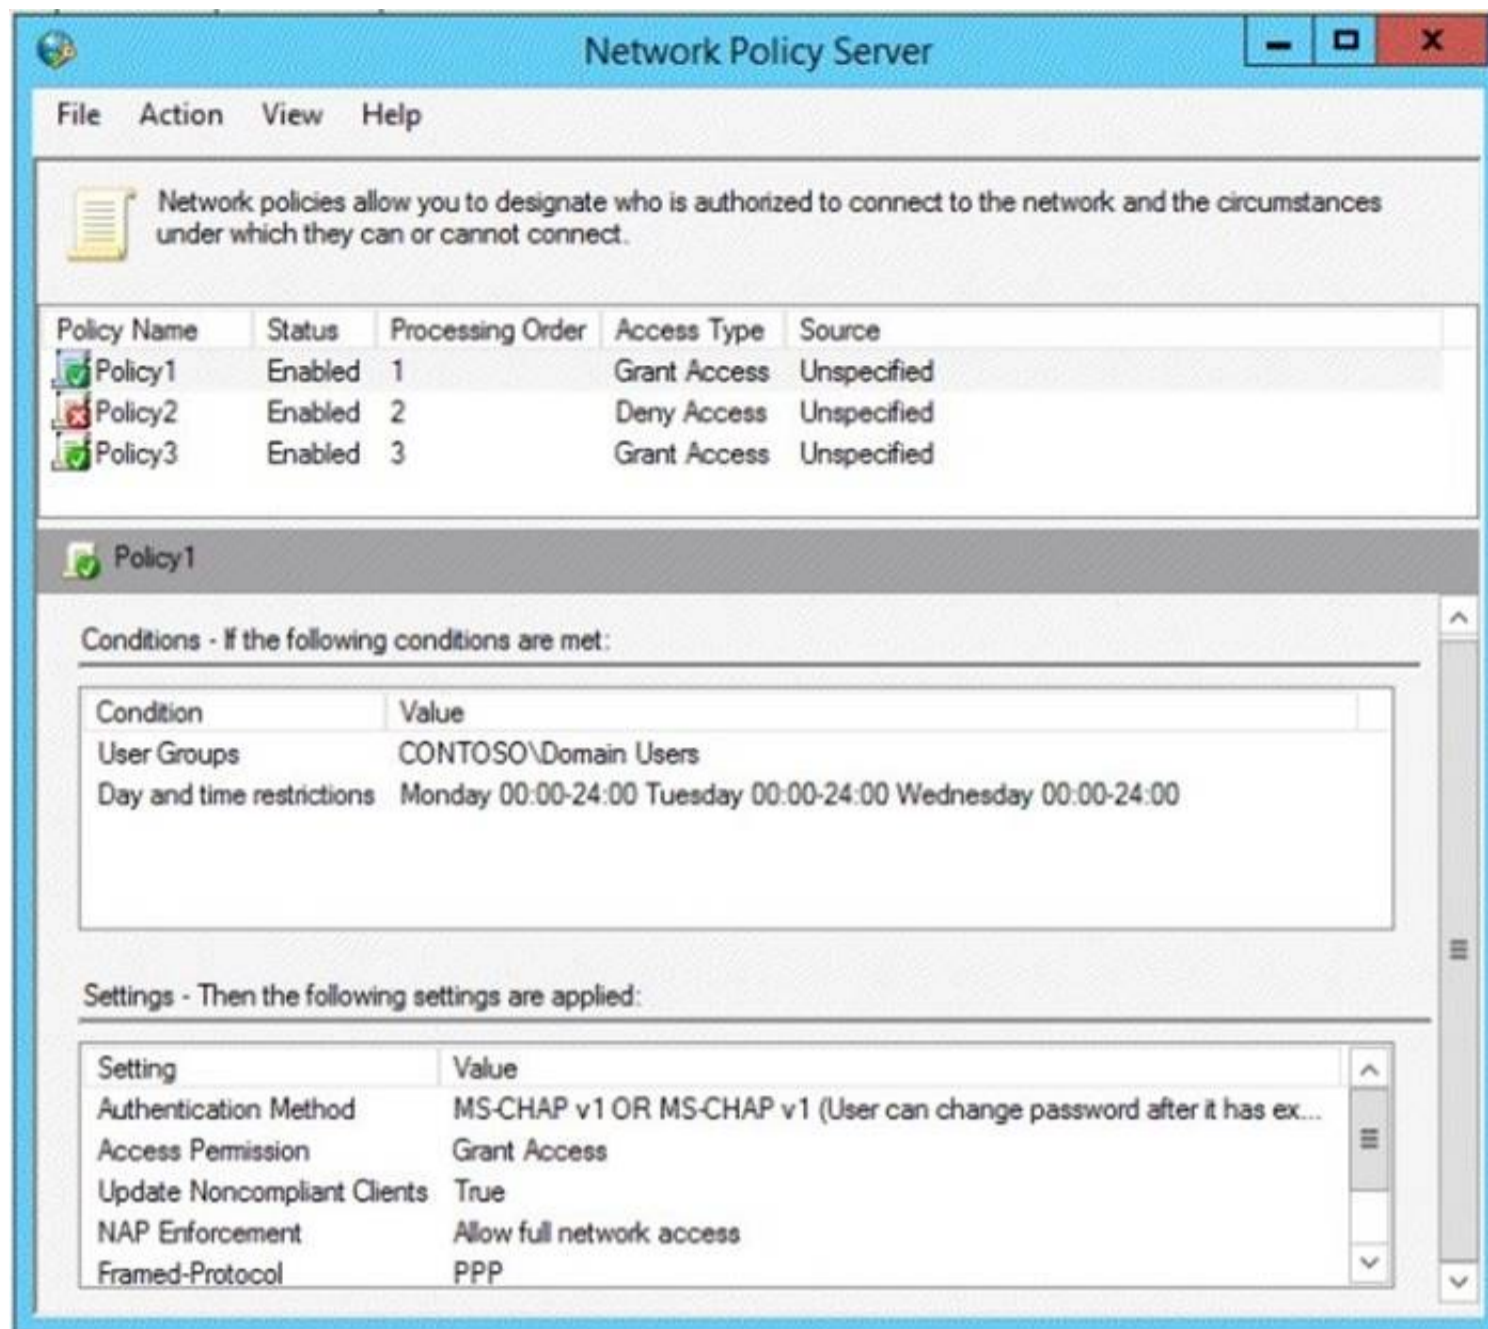 Network Policy Server
File Action View Help
Network policies allow you to designate who is authorized to connect to the network and the circumstances
under which they can or cannot connect.
Policy Name Status Processing Order Access Type Source
Policy1 Enabled 1 Grant Access Unspecified
Policy2 Enabled 2 Deny Access Unspecified
Policy3 Enabled 3 Grant Access Unspecified
Policy1
Conditions - If the following conditions are met:
Condition Value
User Groups CONTOSO\Domain Users
Day and time restrictions Monday 00:00-24:00 Tuesday 00:00-24:00 Wednesday 00:00-24:00
Settings - Then the following settings are applied:
Setting Value
Authentication Method MS-CHAP v1 OR MS-CHAP v1 (User can change password after it has ex...
Access Permission Grant Access
Update Noncompliant Clients True
NAP Enforcement Allow full network access
Framed-Protocol PPP